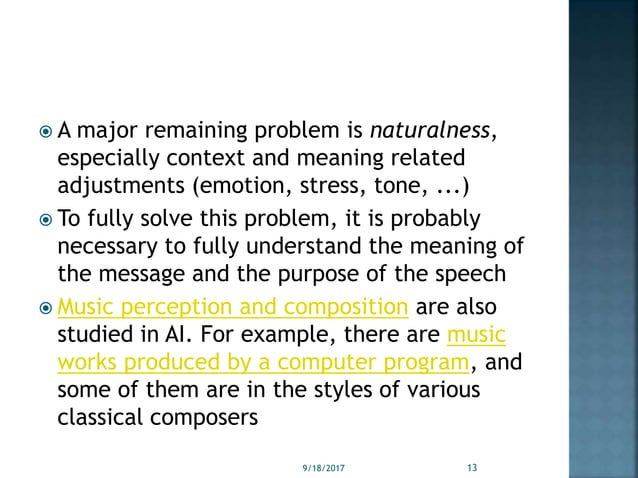 A major remaining problem is naturalness,
especially context and meaning related
adjustments (emotion, stress, tone, ...)
To fully solve this problem, it is probably
necessary to fully understand the meaning of
the message and the purpose of the speech
Music perception and composition are also
studied in AI. For example, there are music
works produced by a computer program, and
some of them are in the styles of various
classical composers
9/18/2017 13